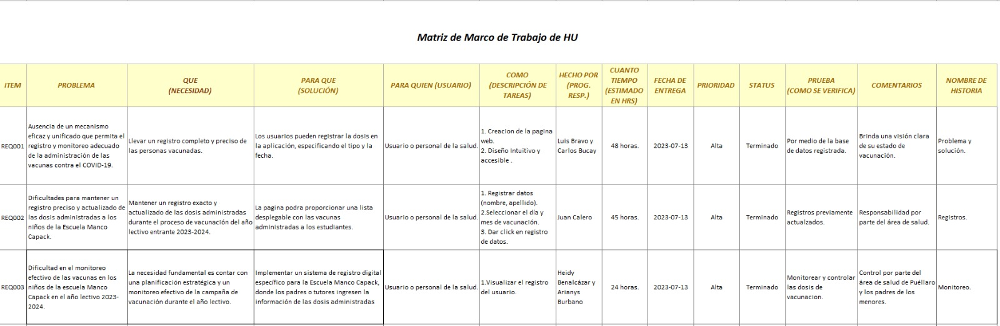 Matriz de Marco de Trabajo de HU
ITEM
PROBLEMA
QUE
(NECESIDAD)
PARA QUE
(SOLUCIÓN)
PARA QUIEN (USUARIO)
COMO
(DESCRIPCIÓN DE
TAREAS)
HECHO POR
(PROG.
RESP.)
CUANTO
TIEMPO
(ESTIMADO
EN HRS)
FECHA DE
ENTREGA
PRIORIDAD
STATUS
PRUEBA
(COMO SE VERIFICA)
COMENTARIOS
NOMBRE DE
HISTORIA
REQ001
Ausencia de un mecanismo
eficaz y unificado que permita el
registro y monitoreo adecuado
de la administración de las
vacunas contra el COVID-19.
Llevar un registro completo y preciso de
las personas vacunadas.
Los usuarios pueden registrar la dosis en
la aplicación, especificando el tipo y la
fecha.
Usuario o personal de la salud.
1. Creacion de la pagina
web.
2. Diseño Intuitivo y
accesible .
Luis Bravo y
Carlos Bucay
48 horas.
2023-07-13
Alta
Terminado
Por medio de la base
de datos registrada.
Brinda una visión clara
de su estado de
vacunación.
Problema y
solución.
REQ002
Dificultades para mantener un
registro preciso y actualizado de
las dosis administradas a los
niños de la Escuela Manco
Capack.
Mantener un registro exacto y
actualizado de las dosis administradas
durante el proceso de vacunación del año
lectivo entrante 2023-2024.
La pagina podra proporcionar una lista
desplegable con las vacunas
administradas a los estudiantes.
Usuario o personal de la salud.
1. Registrar datos
(nombre, apellido).
2.Seleccionar el día y
mes de vacunación.
3. Dar click en registro
de datos.
Juan Calero
45 horas.
2023-07-13
Alta
Terminado
Registros previamente
actualzados.
Responsabilidad por
parte del área de salud.
Registros.
REQ003
Dificultad en el monitoreo
efectivo de las vacunas en los
niños de la escuela Manco
Capack en el año lectivo 2023-
2024.
La necesidad fundamental es contar con
una planificación estratégica y un
monitoreo efectivo de la campaña de
vacunación durante el año lectivo.
Implementar un sistema de registro digital
específico para la Escuela Manco Capack,
donde los padres o tutores ingresen la
información de las dosis administradas
Usuario o personal de la salud.
1.Visualizar el registro
del usuario.
Heidy
Benalcázar y
Arianys
Burbano
24 horas.
2023-07-13
Alta
Terminado
Monitorear y controlar
las dosis de
vacunacion.
Control por parte del
área de salud de Puéllaro
y los padres de los
menores.
Monitoreo.